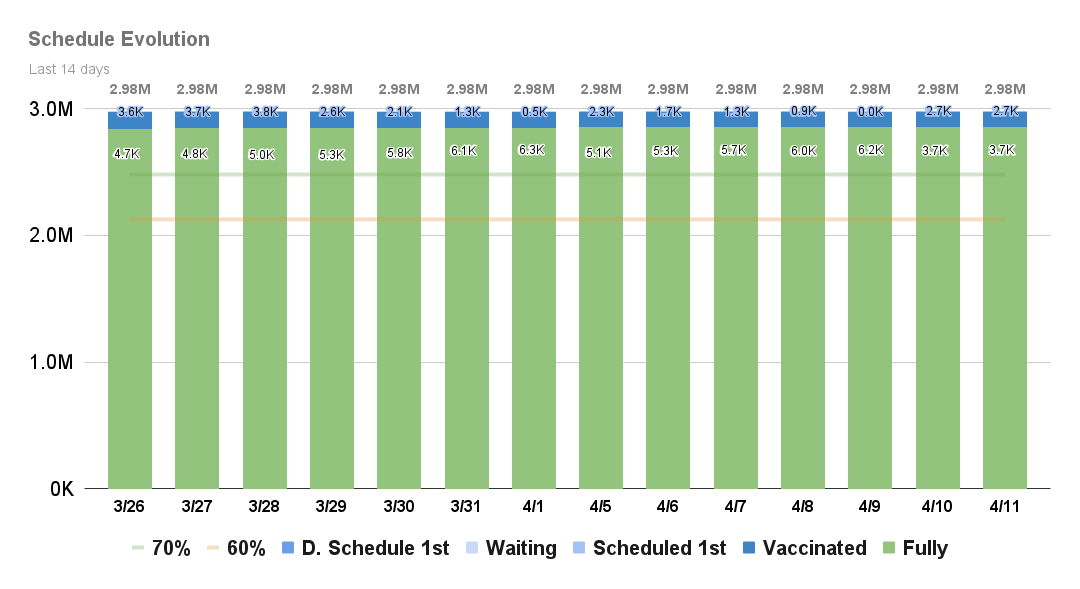 Schedule Evolution
Last 14 days
2.98M 2.98M 2.98M 2.98M 2.98M 2.98M 2.98M 2.98M 2.98M 2.98M 2.98M 2.98M 2.98M 2.98M
3.0M
3.6K 3.7K 3.8K 2.6K 2.1K 1.3K 0.5K 2.3K 1.7K 1.3K 0.9K 0.0K 2.7K 2.7K
4.7K 4.8K 5.0K 5.3K 5.8K 6.1K 6.3K 5.1K 5.3K 5.7K 6.0K 6.2K 3.7K 3.7K
2.0M
1.0M
0K
3/26 3/27 3/28 3/29 3/30 3/31 4/1 4/5 4/6 4/7 4/8 4/9 4/10 4/11
70% 60% D. Schedule 1st Waiting Scheduled 1st Vaccinated Fully